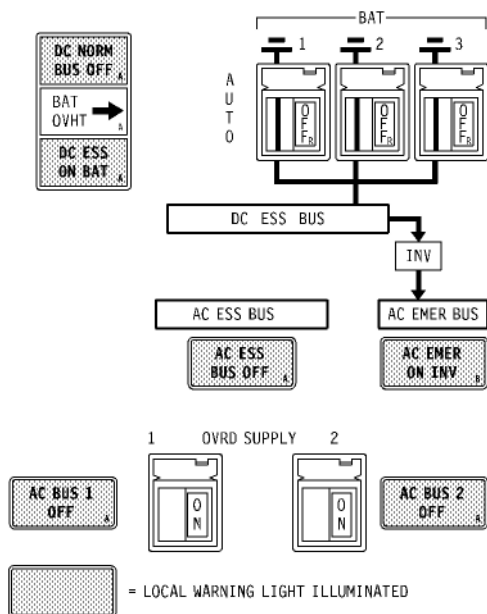 BAT
1 2 3
DC NORM
BUS OFF A
BAT
OVHT A
DC ESS
ON BAT A
AUTO
OFF R
OFF R
OFF R
DC ESS BUS
INV
AC ESS BUS
AC EMER BUS
AC ESS
BUS OFF A
AC EMER
ON INV B
1 OVRD SUPPLY 2
AC BUS 1
OFF A
ON
ON
AC BUS 2
OFF A
= LOCAL WARNING LIGHT ILLUMINATED